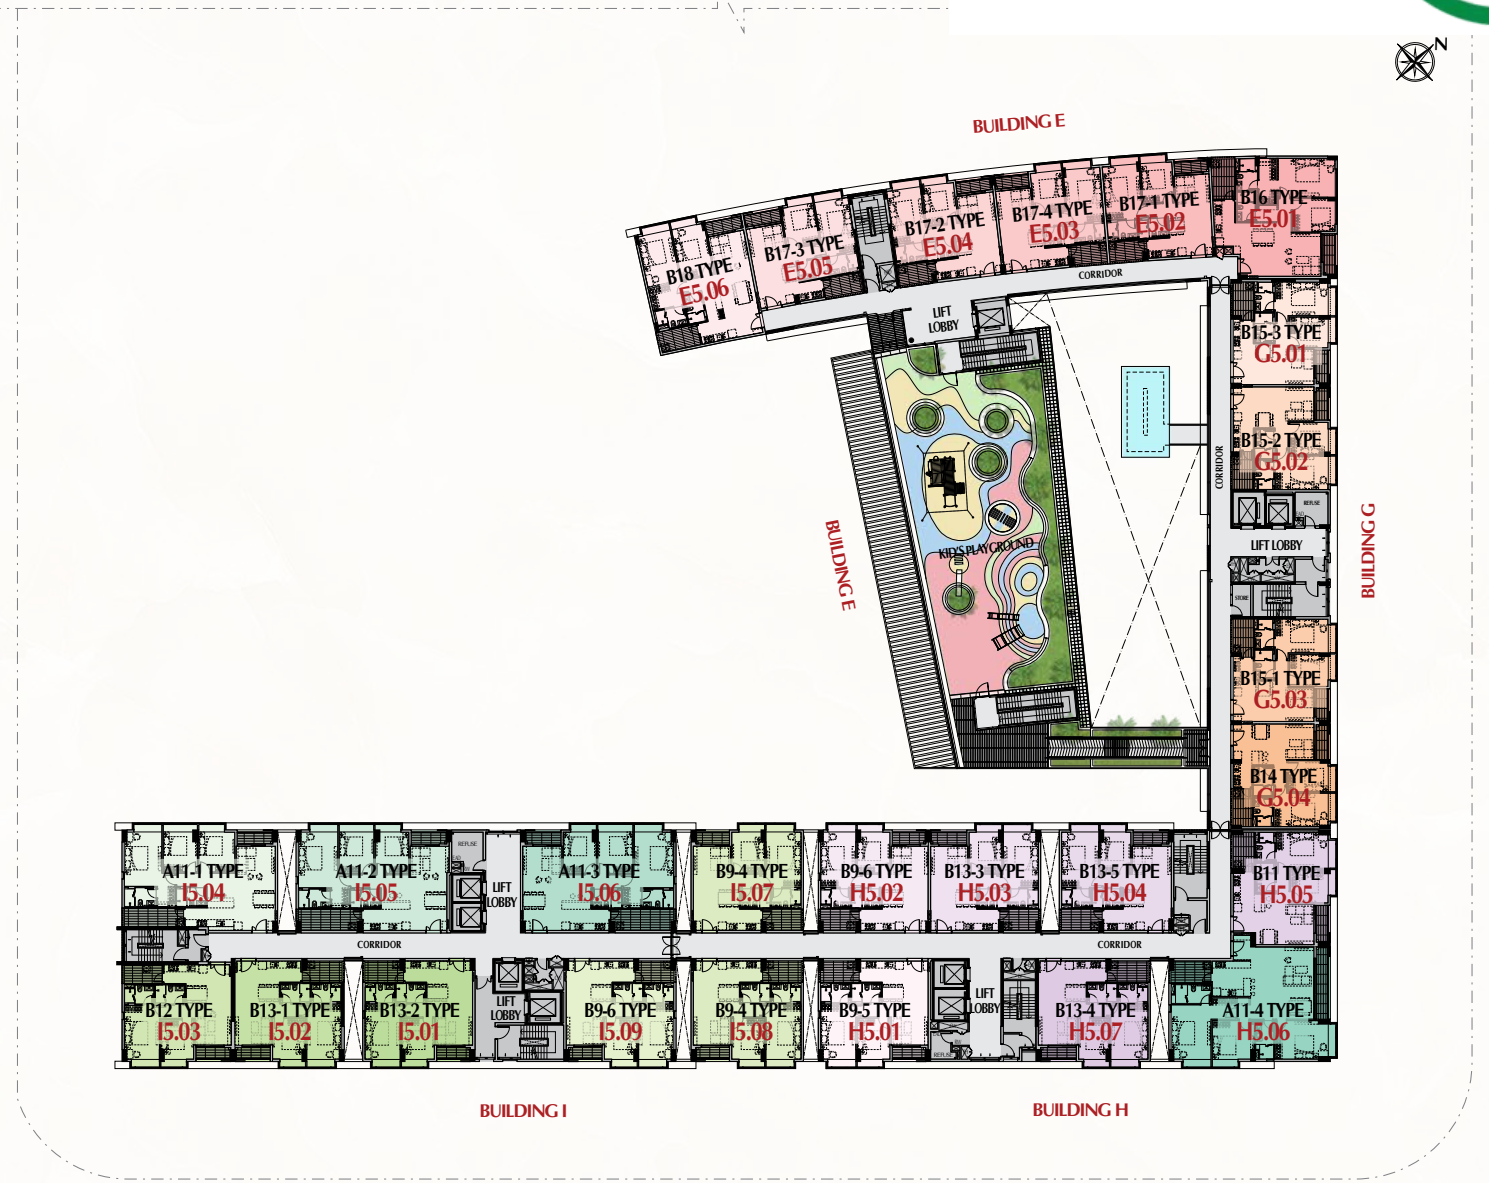 N
BUILDING E
B16 TYPE
E5.01
B17-1 TYPE
E5.02
B17-4 TYPE
E5.03
B17-2 TYPE
E5.04
B17-3 TYPE
E5.05
B18 TYPE
E5.06
CORRIDOR
LIFT
LOBBY
B15-3 TYPE
G5.01
B15-2 TYPE
G5.02
CORRIDOR
REFUSE
LIFT LOBBY
STORE
BUILDING G
BUILDING E
KID'S PLAYGROUND
B15-1 TYPE
G5.03
B14 TYPE
G5.04
A11-1 TYPE
I5.04
A11-2 TYPE
I5.05
REFUSE
LIFT
LOBBY
A11-3 TYPE
I5.06
B9-4 TYPE
I5.07
B9-6 TYPE
H5.02
B13-3 TYPE
H5.03
B13-5 TYPE
H5.04
B11 TYPE
H5.05
CORRIDOR
CORRIDOR
B12 TYPE
I5.03
B13-1 TYPE
I5.02
B13-2 TYPE
I5.01
LIFT
LOBBY
B9-6 TYPE
I5.09
B9-4 TYPE
I5.08
B9-5 TYPE
H5.01
LIFT
LOBBY
REFUSE
B13-4 TYPE
H5.07
A11-4 TYPE
H5.06
BUILDING I
BUILDING H